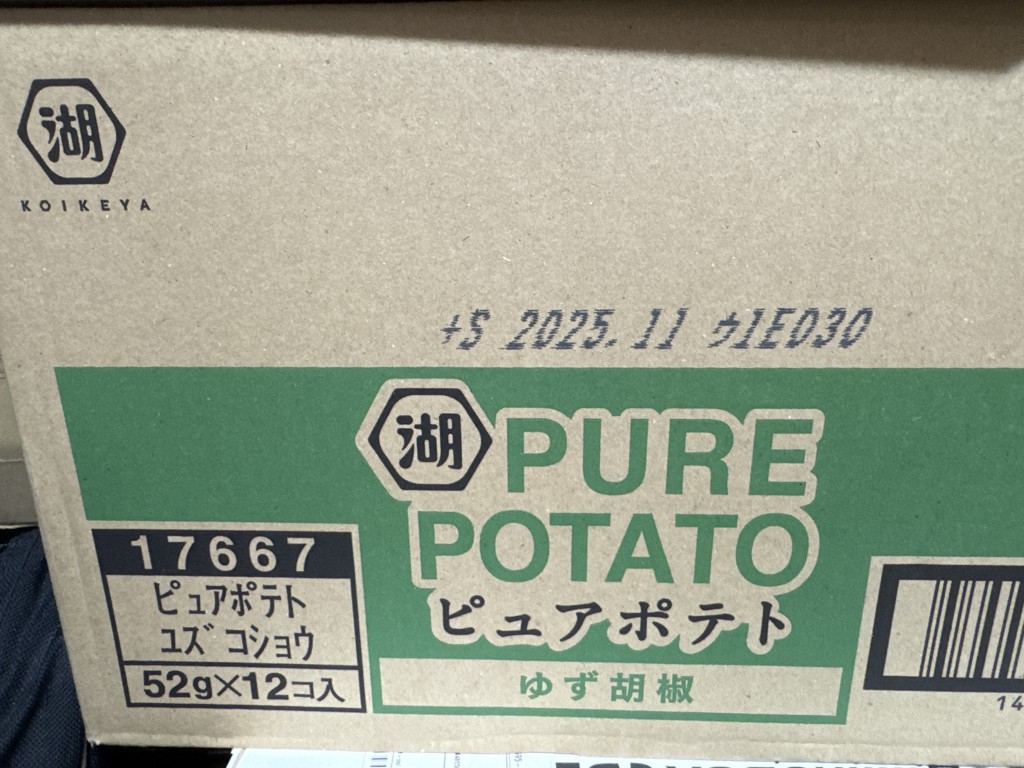 湖
KOIKEYA
+S 2025.11 ウ1E030
湖
PURE
POTATO
ピュアポテト
ゆず胡椒
17667
ピュアポテト
ユズコショウ
52g×12コ入
14